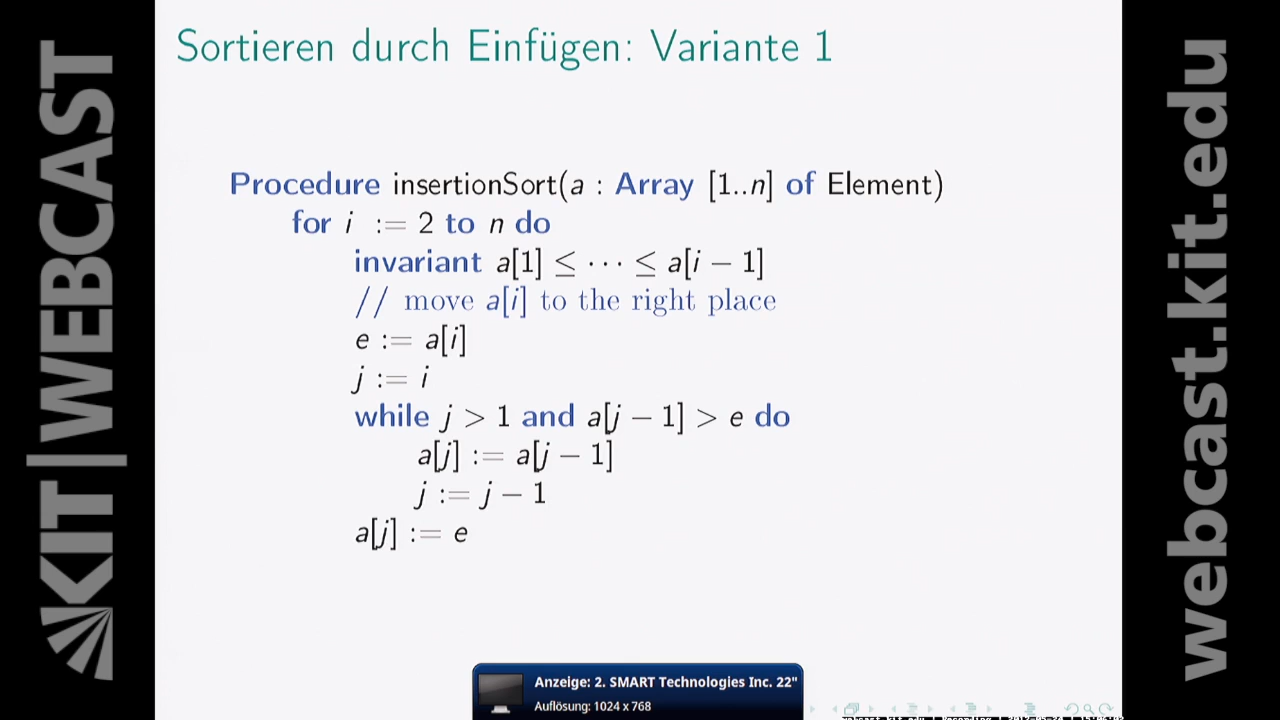 Sortieren durch Einfügen: Variante 1
Procedure insertionSort(a : Array [1..n] of Element)
for i := 2 to n do
invariant a[1] ≤ ··· ≤ a[i − 1]
// move a[i] to the right place
e := a[i]
j := i
while j > 1 and a[j − 1] > e do
a[j] := a[j − 1]
j := j − 1
a[j] := e
Anzeige: 2. SMART Technologies Inc. 22"
Auflösung: 1024 x 768
KIT|WEBCAST
webcast.kit.edu